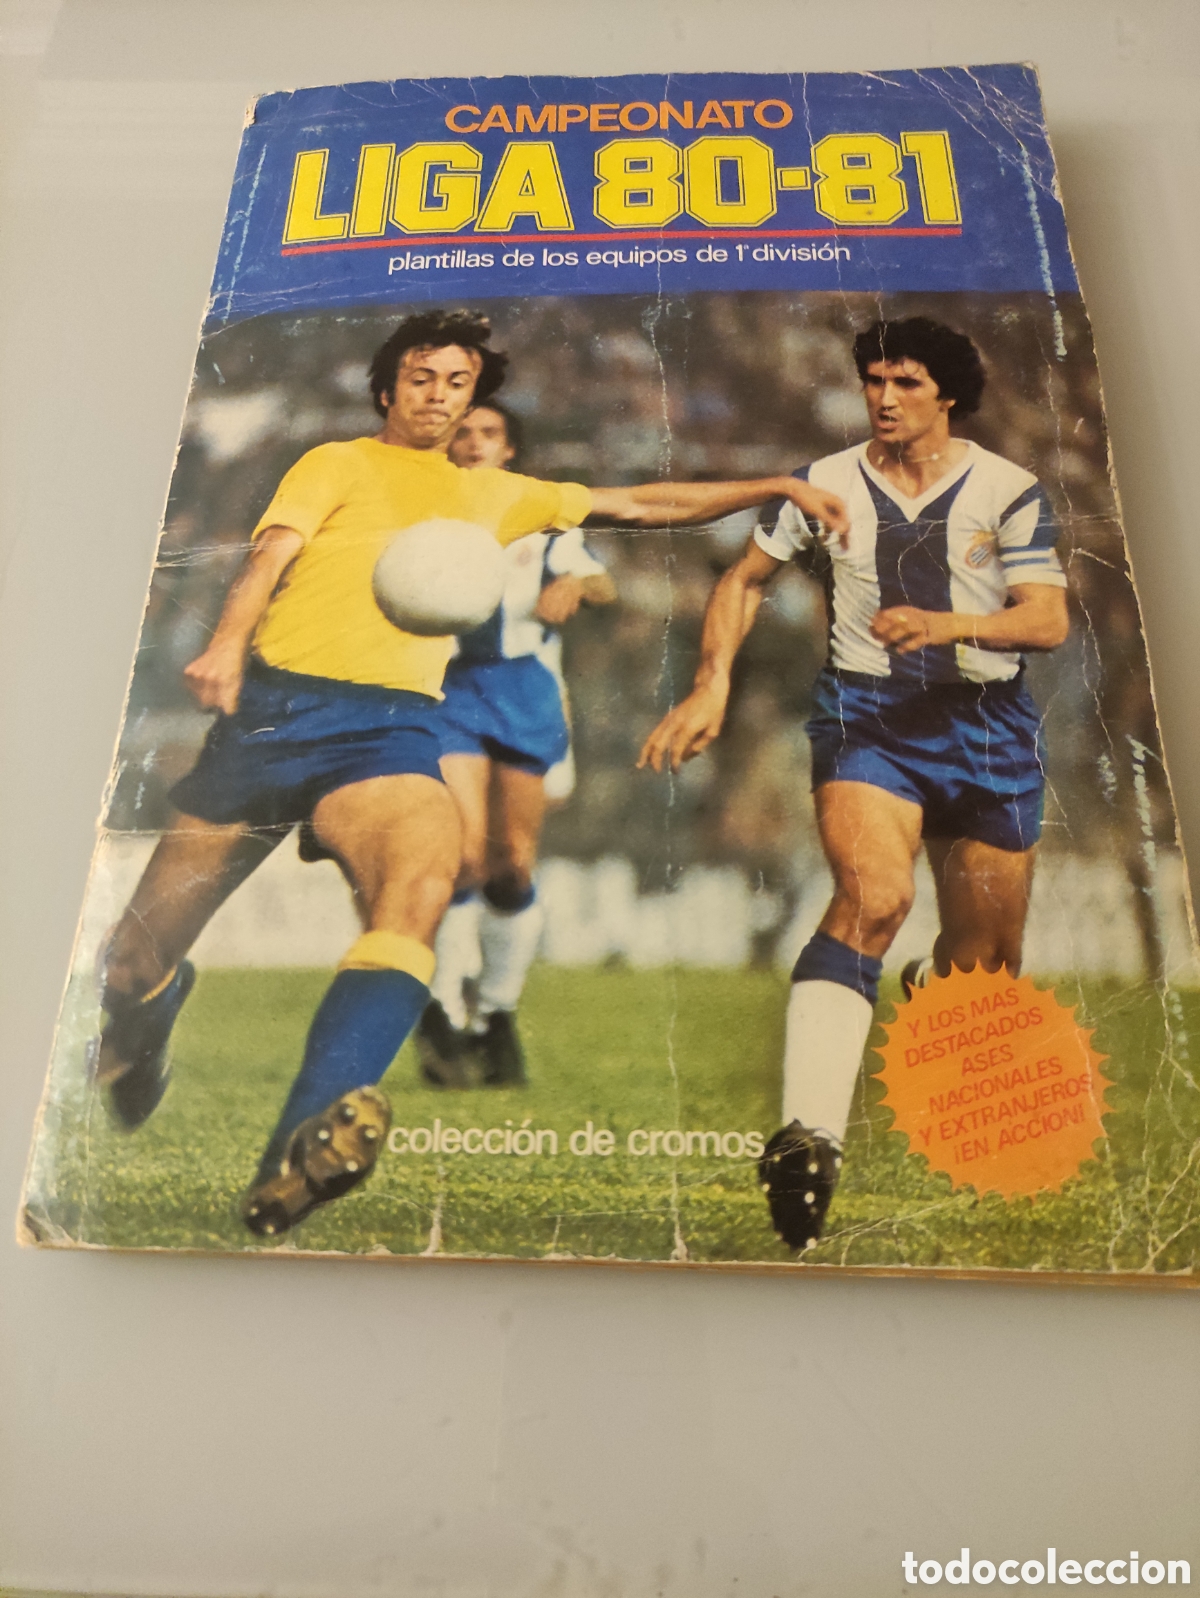 CAMPEONATO
LIGA 80-81
plantillas de los equipos de 1ª división
Y LOS MAS
DESTACADOS
ASES
NACIONALES
Y EXTRANJEROS
¡EN ACCION!
colección de cromos
todocoleccion